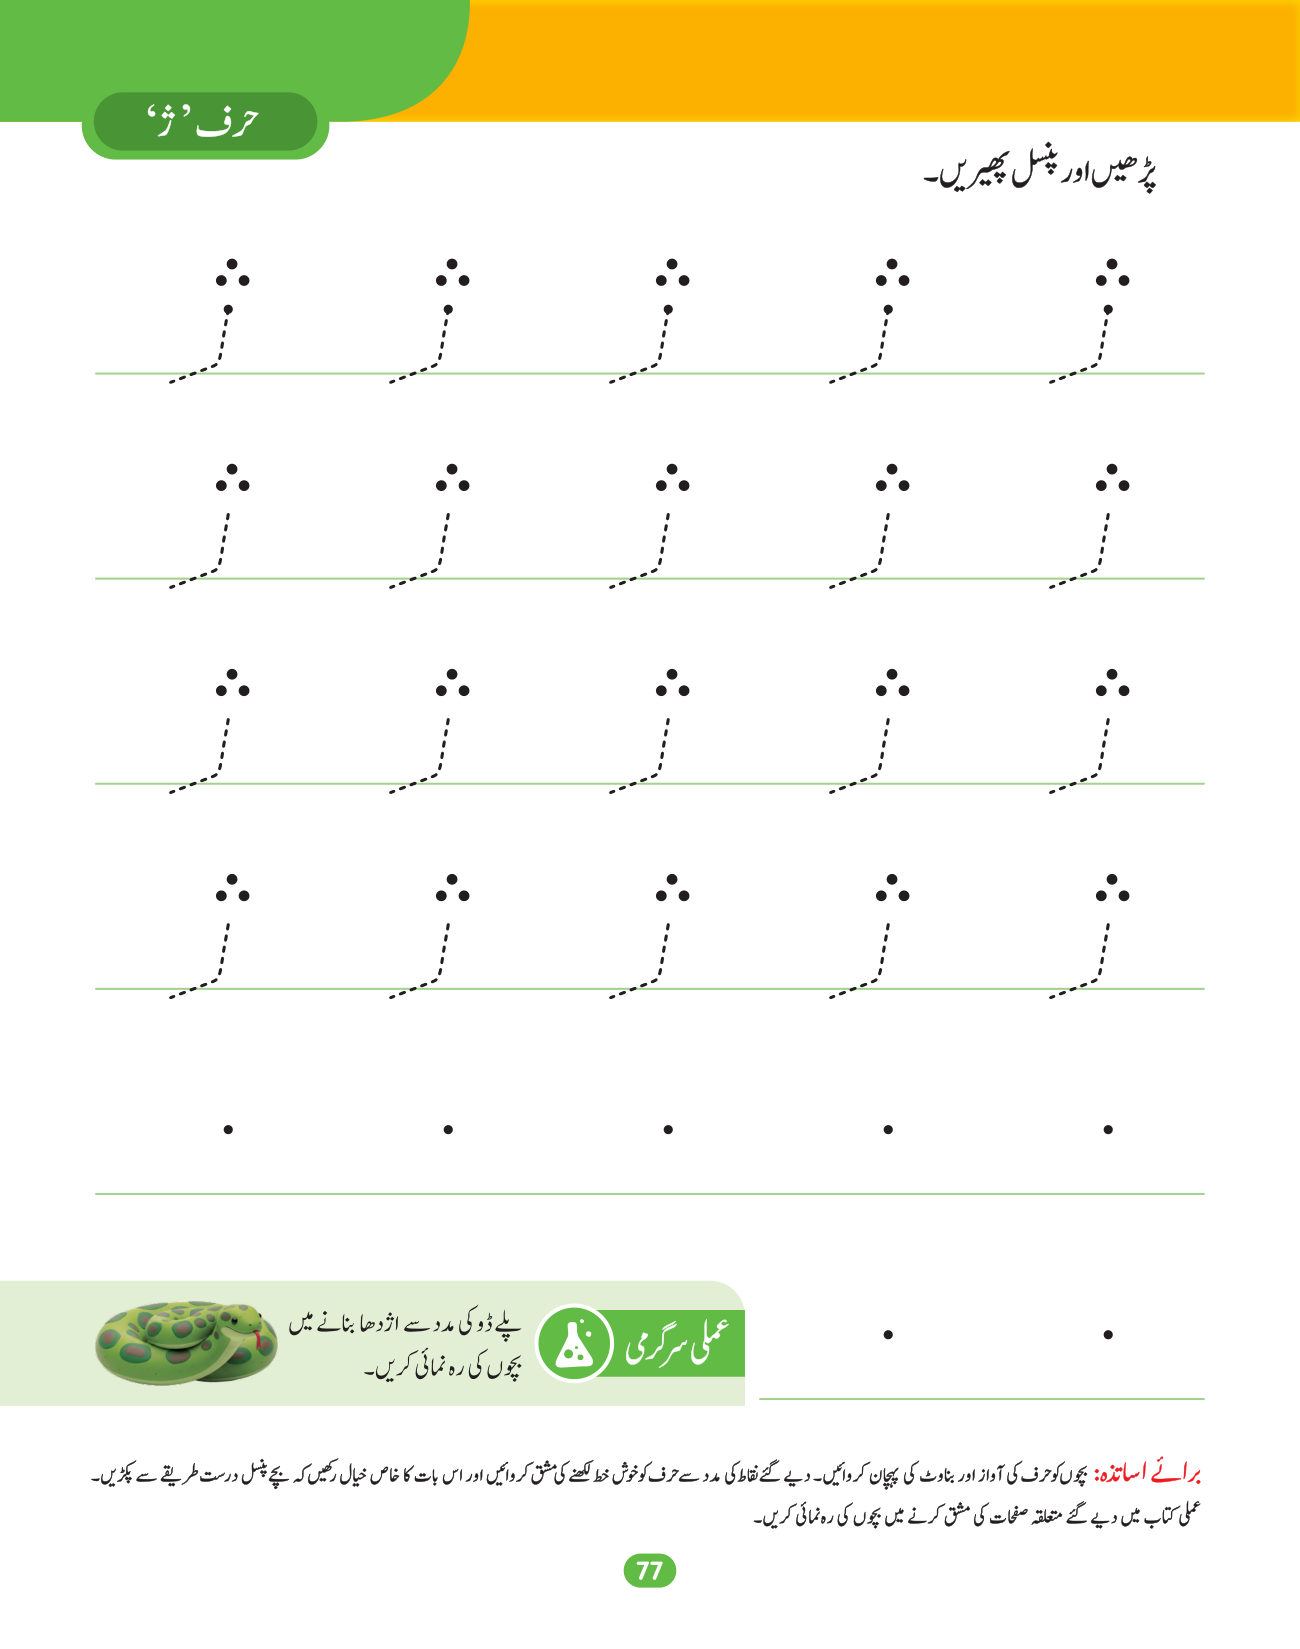 حرف ’ژ‘
پڑھیں اور پنسل پھیریں۔
عملی سرگرمی
پلے ڈو کی مدد سے اژدھا بنانے میں
بچوں کی رہ نمائی کریں۔
برائے اساتذہ: بچوں کو حرف کی آواز اور بناوٹ کی پہچان کروائیں۔ دیے گئے نقاط کی مدد سے حرف کو خوش خط لکھنے کی مشق کروائیں اور اس بات کا خاص خیال رکھیں کہ بچے پنسل درست طریقے سے پکڑیں۔
عملی کتاب میں دیے گئے متعلقہ صفحات کی مشق کرنے میں بچوں کی رہ نمائی کریں۔
77